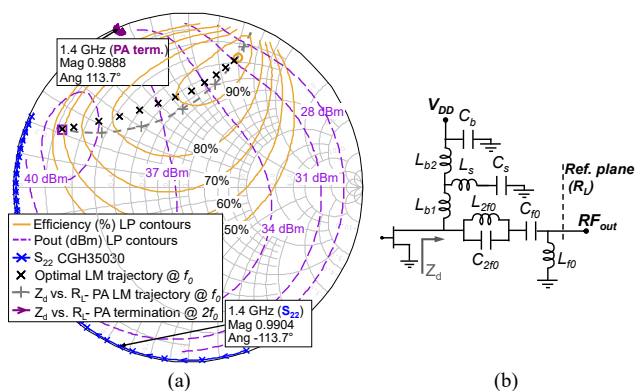 1.4 GHz (PA term.)
Mag 0.9888
Ang 113.7°
90%
28 dBm
80%
40 dBm
37 dBm
70%
31 dBm
60%
50%
34 dBm
Efficiency (%) LP contours
Pout (dBm) LP contours
S22 CGH35030
Optimal LM trajectory @ f0
Zd vs. RL- PA LM trajectory @ f0
Zd vs. RL- PA termination @ 2f0
1.4 GHz (S22)
Mag 0.9904
Ang -113.7°
(a)
VDD
Cb
Lb2
Ls
Cs
Lb1
L2f0
Cf0
Ref. plane
(RL)
RFout
Zd
C2f0
Lf0
(b)